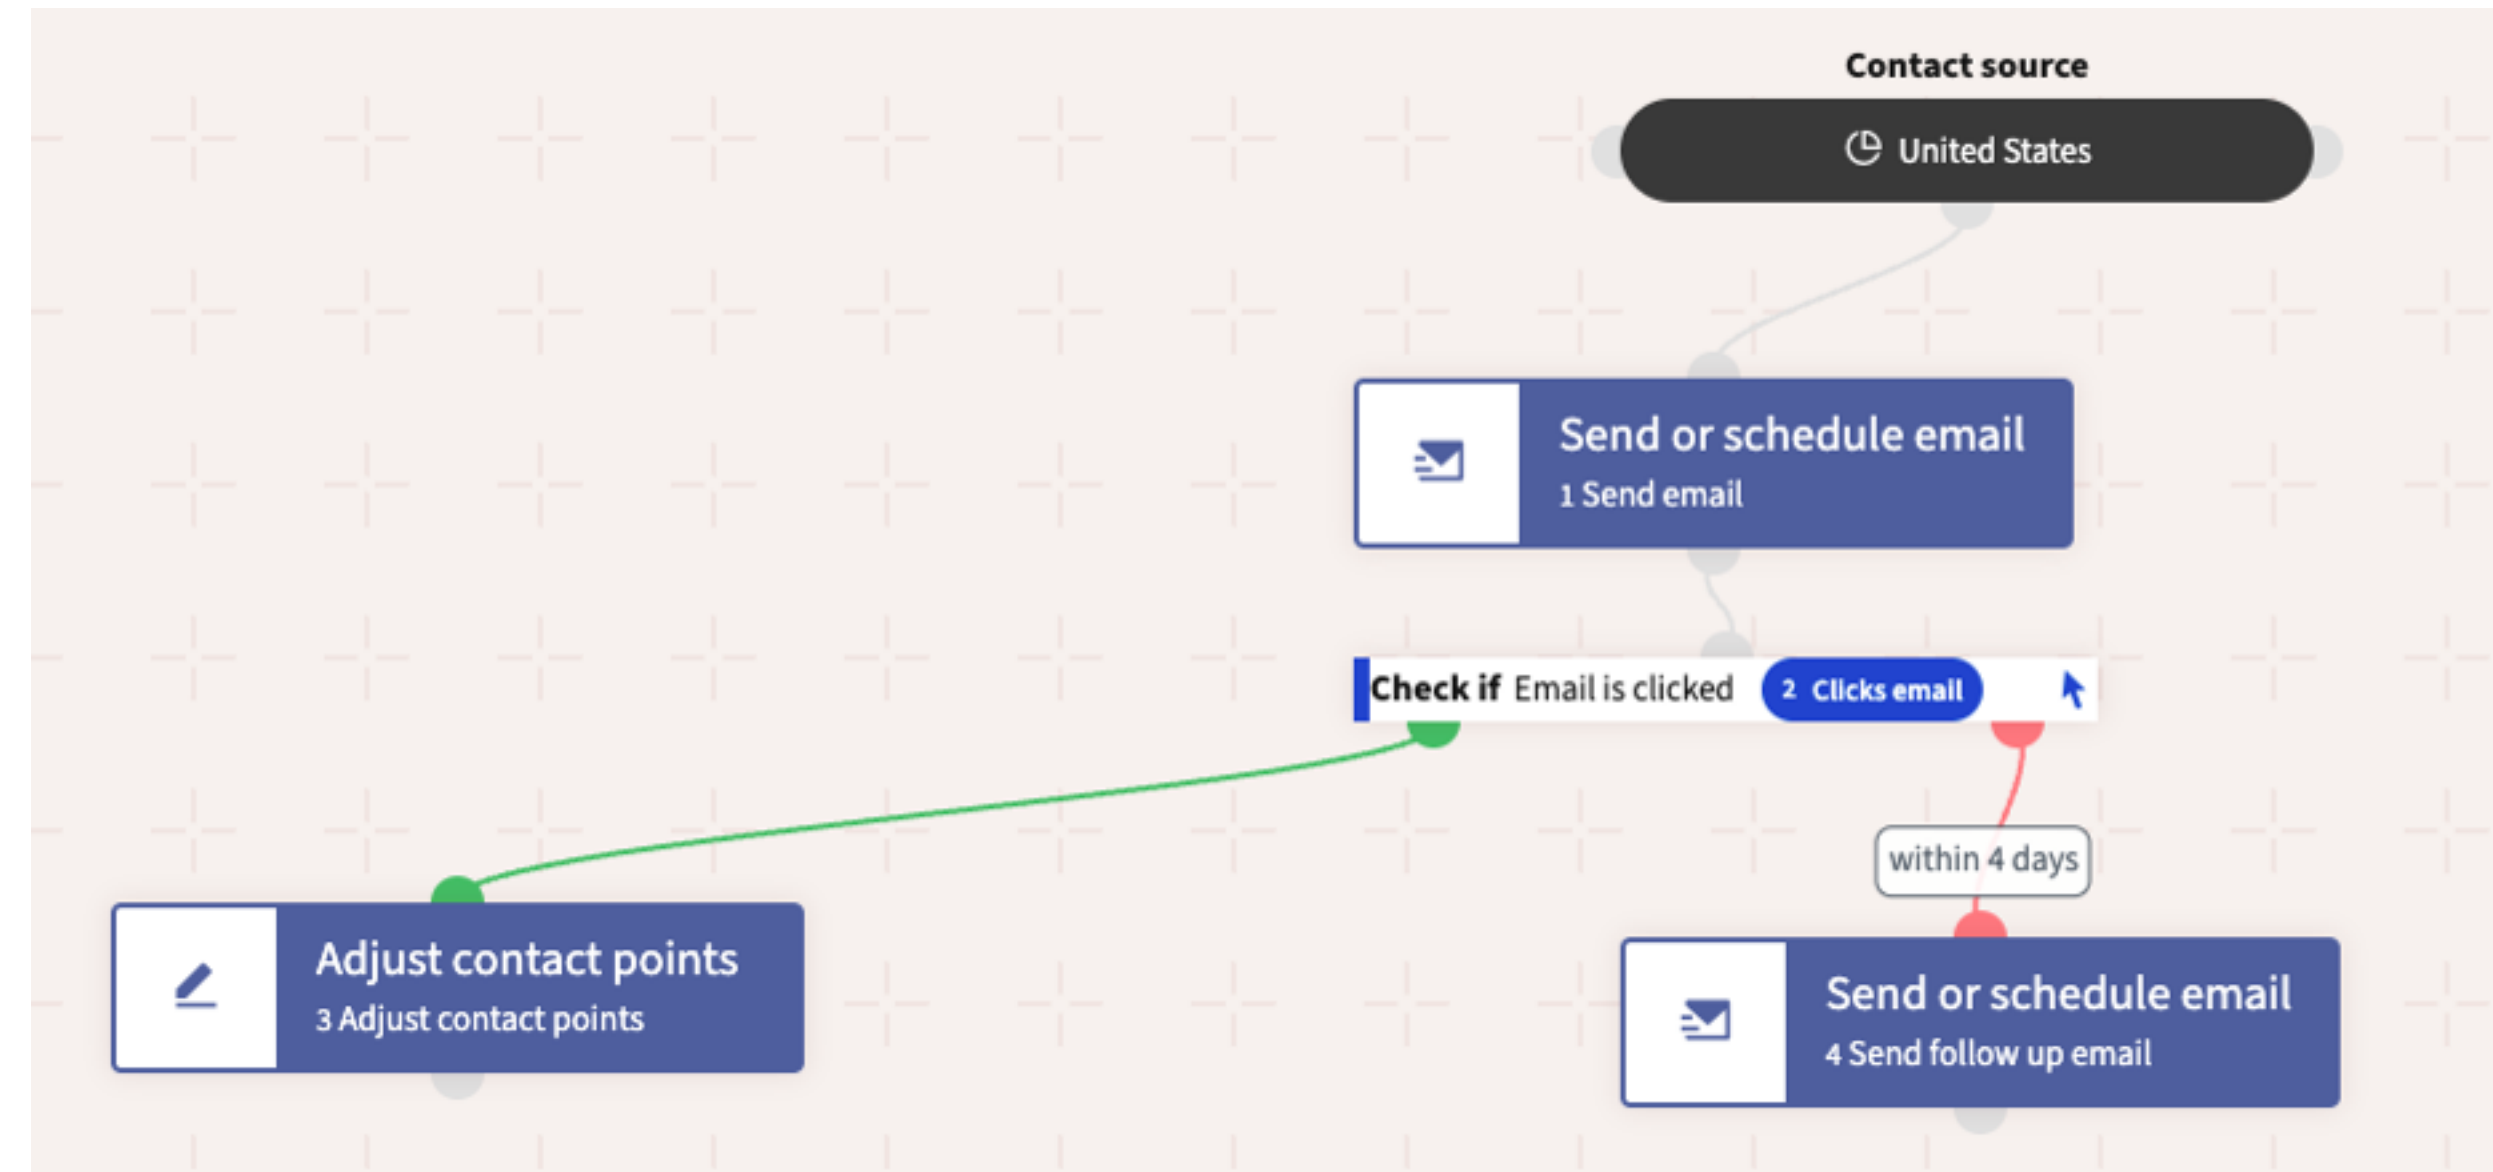 Contact source
United States
Send or schedule email
1 Send email
Check if Email is clicked 2 Clicks email
within 4 days
Adjust contact points
3 Adjust contact points
Send or schedule email
4 Send follow up email